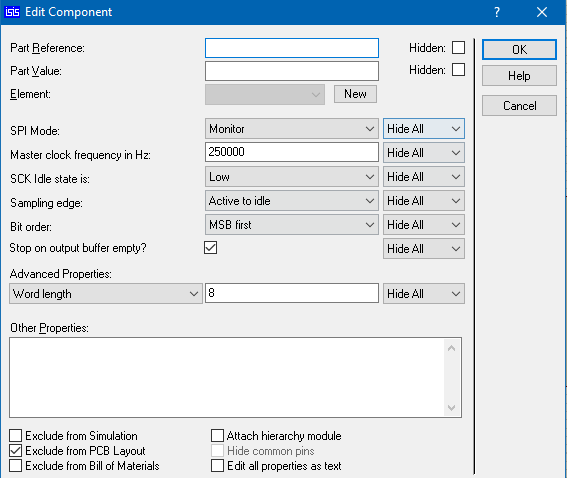 isis Edit Component ? ×
Part Reference: Hidden: OK
Part Value: Hidden: Help
Element: New Cancel
SPI Mode: Monitor Hide All
Master clock frequency in Hz: 250000 Hide All
SCK Idle state is: Low Hide All
Sampling edge: Active to idle Hide All
Bit order: MSB first Hide All
Stop on output buffer empty? Hide All
Advanced Properties:
Word length 8 Hide All
Other Properties:
Exclude from Simulation Attach hierarchy module
Exclude from PCB Layout Hide common pins
Exclude from Bill of Materials Edit all properties as text